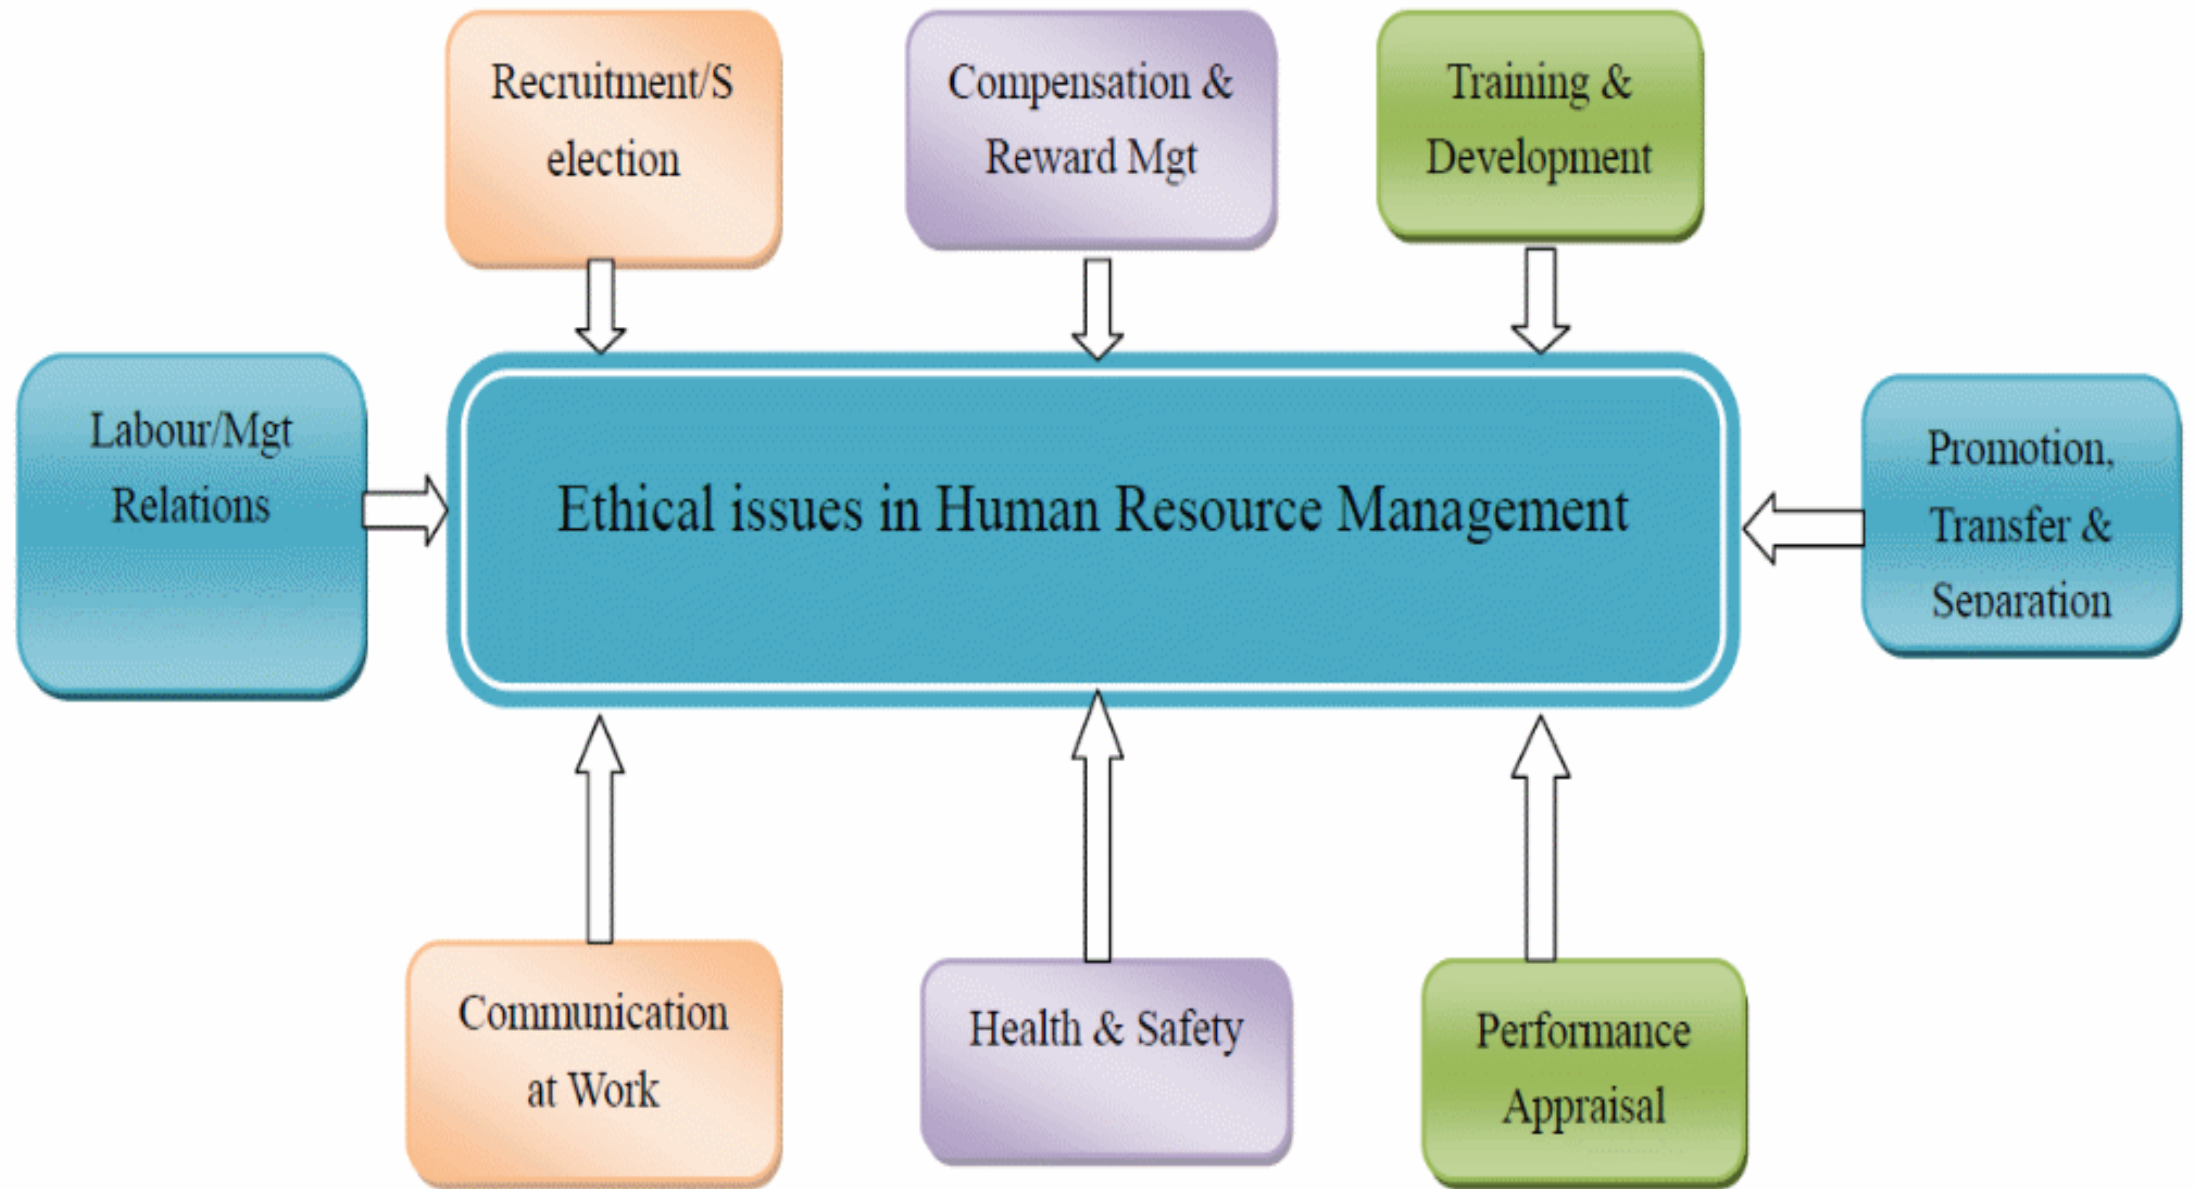 Recruitment/S
election
Compensation &
Reward Mgt
Training &
Development
Labour/Mgt
Relations
Ethical issues in Human Resource Management
Promotion,
Transfer &
Separation
Communication
at Work
Health & Safety
Performance
Appraisal